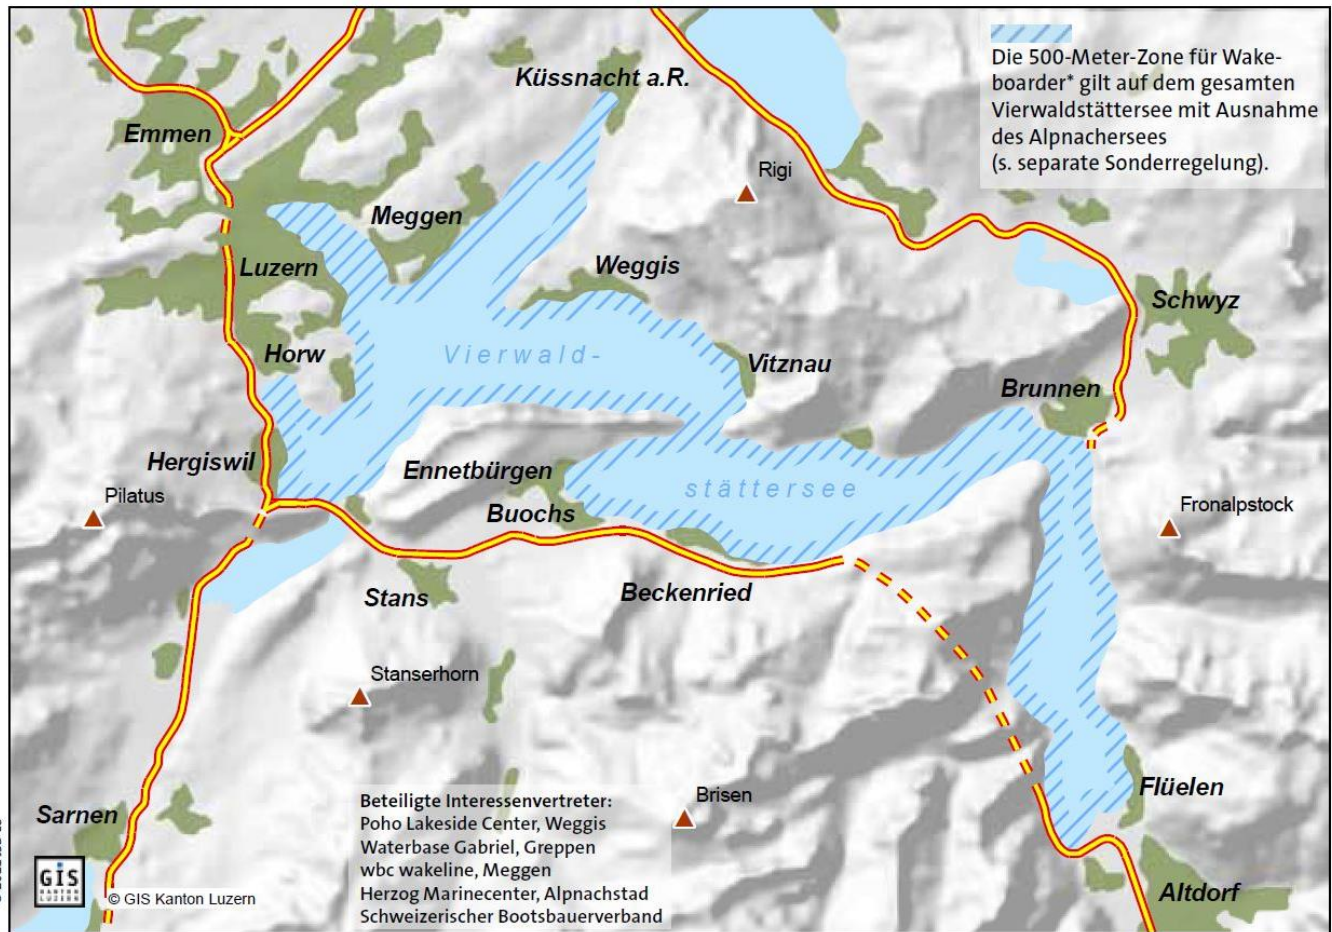 Die 500-Meter-Zone für Wake-
boarder* gilt auf dem gesamten
Vierwaldstättersee mit Ausnahme
des Alpnachersees
(s. separate Sonderregelung).
Küssnacht a.R.
Emmen
Rigi
Meggen
Luzern
Weggis
Schwyz
Horw
Vierwald-
Vitznau
Brunnen
Hergiswil
Ennetbürgen
stättersee
Pilatus
Buochs
Fronalpstock
Stans
Beckenried
Stanserhorn
Flüelen
Brisen
Sarnen
Beteiligte Interessenvertreter:
Poho Lakeside Center, Weggis
Waterbase Gabriel, Greppen
wbc wakeline, Meggen
Herzog Marinecenter, Alpnachstad
Schweizerischer Bootsbauerverband
Altdorf
GIS
KANTON
LUZERN
© GIS Kanton Luzern